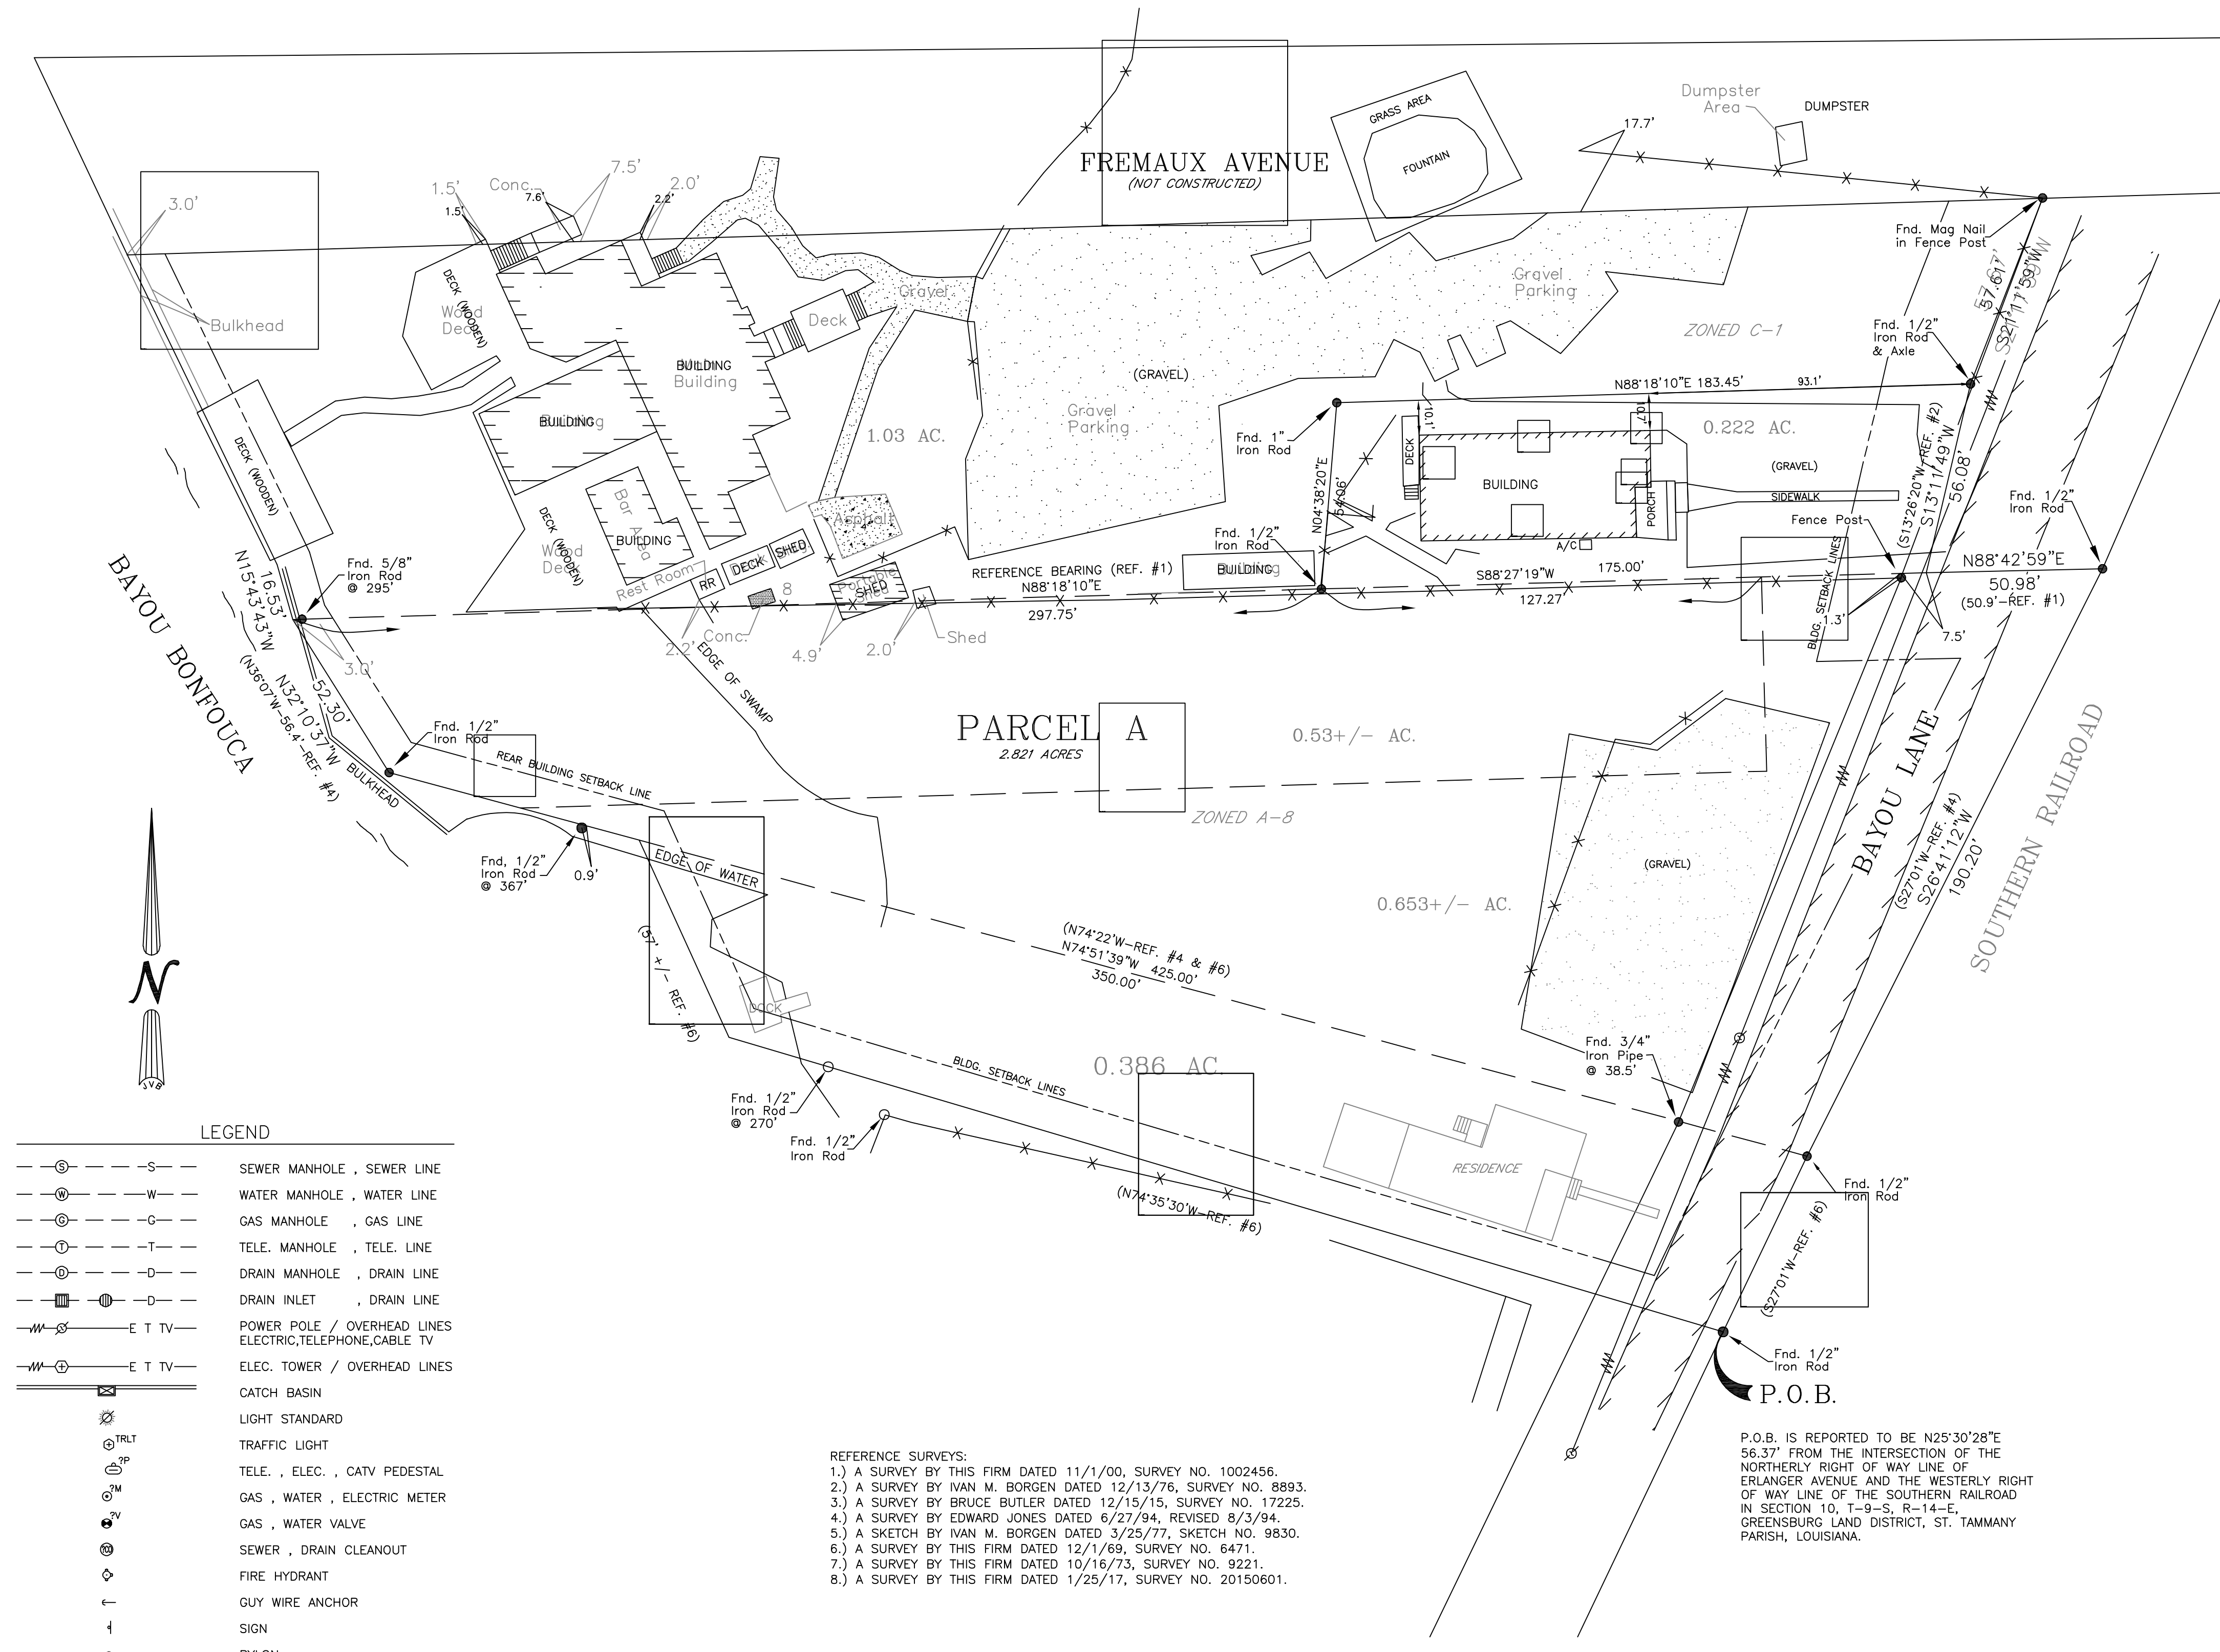 Dumpster
Area
DUMPSTER
GRASS AREA
FOUNTAIN
17.7'
FREMAUX AVENUE
(NOT CONSTRUCTED)
7.5'
Conc.
7.6'
1.5'
1.5'
2.0'
2.2'
3.0'
Bulkhead
DECK (WOODEN)
Wood
Deck
Deck
Gravel
BUILDING
Building
BUILDING
Building
Gravel
Parking
ZONED C-1
Fnd. Mag Nail
in Fence Post
57.67'
57.61'
S21°11'59"W
Fnd. 1/2"
Iron Rod
& Axle
(GRAVEL)
Gravel
Parking
1.03 AC.
N88°18'10"E 183.45'
93.1'
10.1'
10.7'
0.222 AC.
Fnd. 1"
Iron Rod
DECK
BUILDING
(GRAVEL)
PORCH
SIDEWALK
A/C
N04°38'20"E
54.06'
(S13°26'20"W-REF. #2)
S13°11'49"W
56.08'
Fnd. 1/2"
Iron Rod
Fence Post
N88°42'59"E
50.98'
(50.9'-REF. #1)
BLDG. SETBACK LINES
1.3'
7.5'
DECK (WOODEN)
DECK (WOODEN)
Wood
Deck
Bar Area
BUILDING
Rest Room
RR
DECK
SHED
Asphalt
Portable
Shed
SHED
8
Conc.
2.2'
4.9'
2.0'
Shed
REFERENCE BEARING (REF. #1)
N88°18'10"E
297.75'
BUILDING
Building
Fnd. 1/2"
Iron Rod
S88°27'19"W
175.00'
127.27'
Fnd. 5/8"
Iron Rod
@ 295'
BAYOU BONFOUCA
16.53'
N15°43'43"W
3.0'
52.30'
N32°10'37"W
(N36°07'W-56.4'-REF. #4)
BULKHEAD
Fnd. 1/2"
Iron Rod
REAR BUILDING SETBACK LINE
EDGE OF SWAMP
PARCEL A
2.821 ACRES
0.53+/- AC.
ZONED A-8
(GRAVEL)
0.653+/- AC.
BAYOU LANE
(S27°01'W-REF. #4)
S26°41'12"W
190.20'
SOUTHERN RAILROAD
Fnd, 1/2"
Iron Rod
@ 367'
0.9'
EDGE OF WATER
(57' +/- REF. #6)
DOCK
(N74°22'W-REF. #4 & #6)
N74°51'39"W 425.00'
350.00'
BLDG. SETBACK LINES
0.386 AC.
Fnd. 1/2"
Iron Rod
@ 270'
Fnd. 1/2"
Iron Rod
(N74°35'30'W-REF. #6)
RESIDENCE
Fnd. 3/4"
Iron Pipe
@ 38.5'
Fnd. 1/2"
Iron Rod
(S27°01'W-REF. #6)
Fnd. 1/2"
Iron Rod
P.O.B.
P.O.B. IS REPORTED TO BE N25°30'28"E
56.37' FROM THE INTERSECTION OF THE
NORTHERLY RIGHT OF WAY LINE OF
ERLANGER AVENUE AND THE WESTERLY RIGHT
OF WAY LINE OF THE SOUTHERN RAILROAD
IN SECTION 10, T-9-S, R-14-E,
GREENSBURG LAND DISTRICT, ST. TAMMANY
PARISH, LOUISIANA.
N
JVB
LEGEND
S S SEWER MANHOLE , SEWER LINE
W W WATER MANHOLE , WATER LINE
G G GAS MANHOLE , GAS LINE
T T TELE. MANHOLE , TELE. LINE
D D DRAIN MANHOLE , DRAIN LINE
D DRAIN INLET , DRAIN LINE
E T TV POWER POLE / OVERHEAD LINES
ELECTRIC,TELEPHONE,CABLE TV
E T TV ELEC. TOWER / OVERHEAD LINES
CATCH BASIN
LIGHT STANDARD
TRLT TRAFFIC LIGHT
?P TELE. , ELEC. , CATV PEDESTAL
?M GAS , WATER , ELECTRIC METER
?V GAS , WATER VALVE
SEWER , DRAIN CLEANOUT
FIRE HYDRANT
GUY WIRE ANCHOR
SIGN
REFERENCE SURVEYS:
1.) A SURVEY BY THIS FIRM DATED 11/1/00, SURVEY NO. 1002456.
2.) A SURVEY BY IVAN M. BORGEN DATED 12/13/76, SURVEY NO. 8893.
3.) A SURVEY BY BRUCE BUTLER DATED 12/15/15, SURVEY NO. 17225.
4.) A SURVEY BY EDWARD JONES DATED 6/27/94, REVISED 8/3/94.
5.) A SKETCH BY IVAN M. BORGEN DATED 3/25/77, SKETCH NO. 9830.
6.) A SURVEY BY THIS FIRM DATED 12/1/69, SURVEY NO. 6471.
7.) A SURVEY BY THIS FIRM DATED 10/16/73, SURVEY NO. 9221.
8.) A SURVEY BY THIS FIRM DATED 1/25/17, SURVEY NO. 20150601.